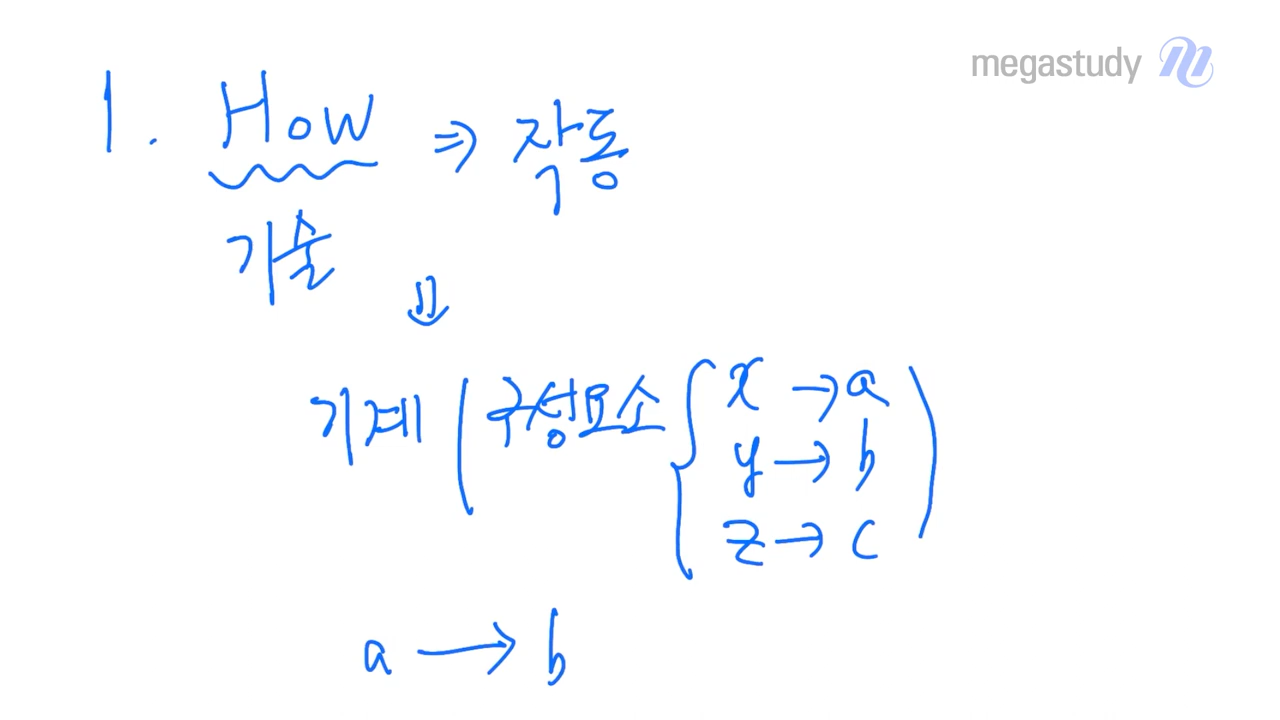 megastudy
1. How ⇒ 작동
기술
⇓
기계 ( 구성요소 { x → a
y → b
z → c )
a → b